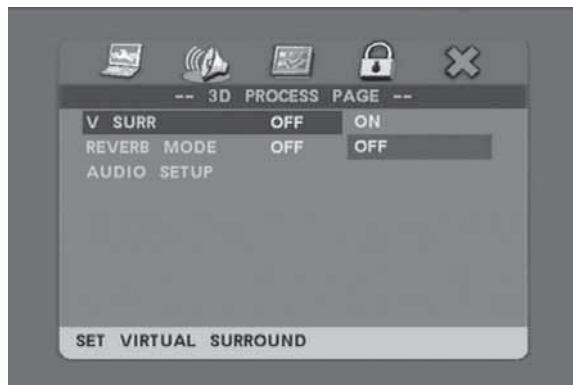 -- 3D PROCESS PAGE --
V SURR OFF ON
REVERB MODE OFF OFF
AUDIO SETUP
SET VIRTUAL SURROUND